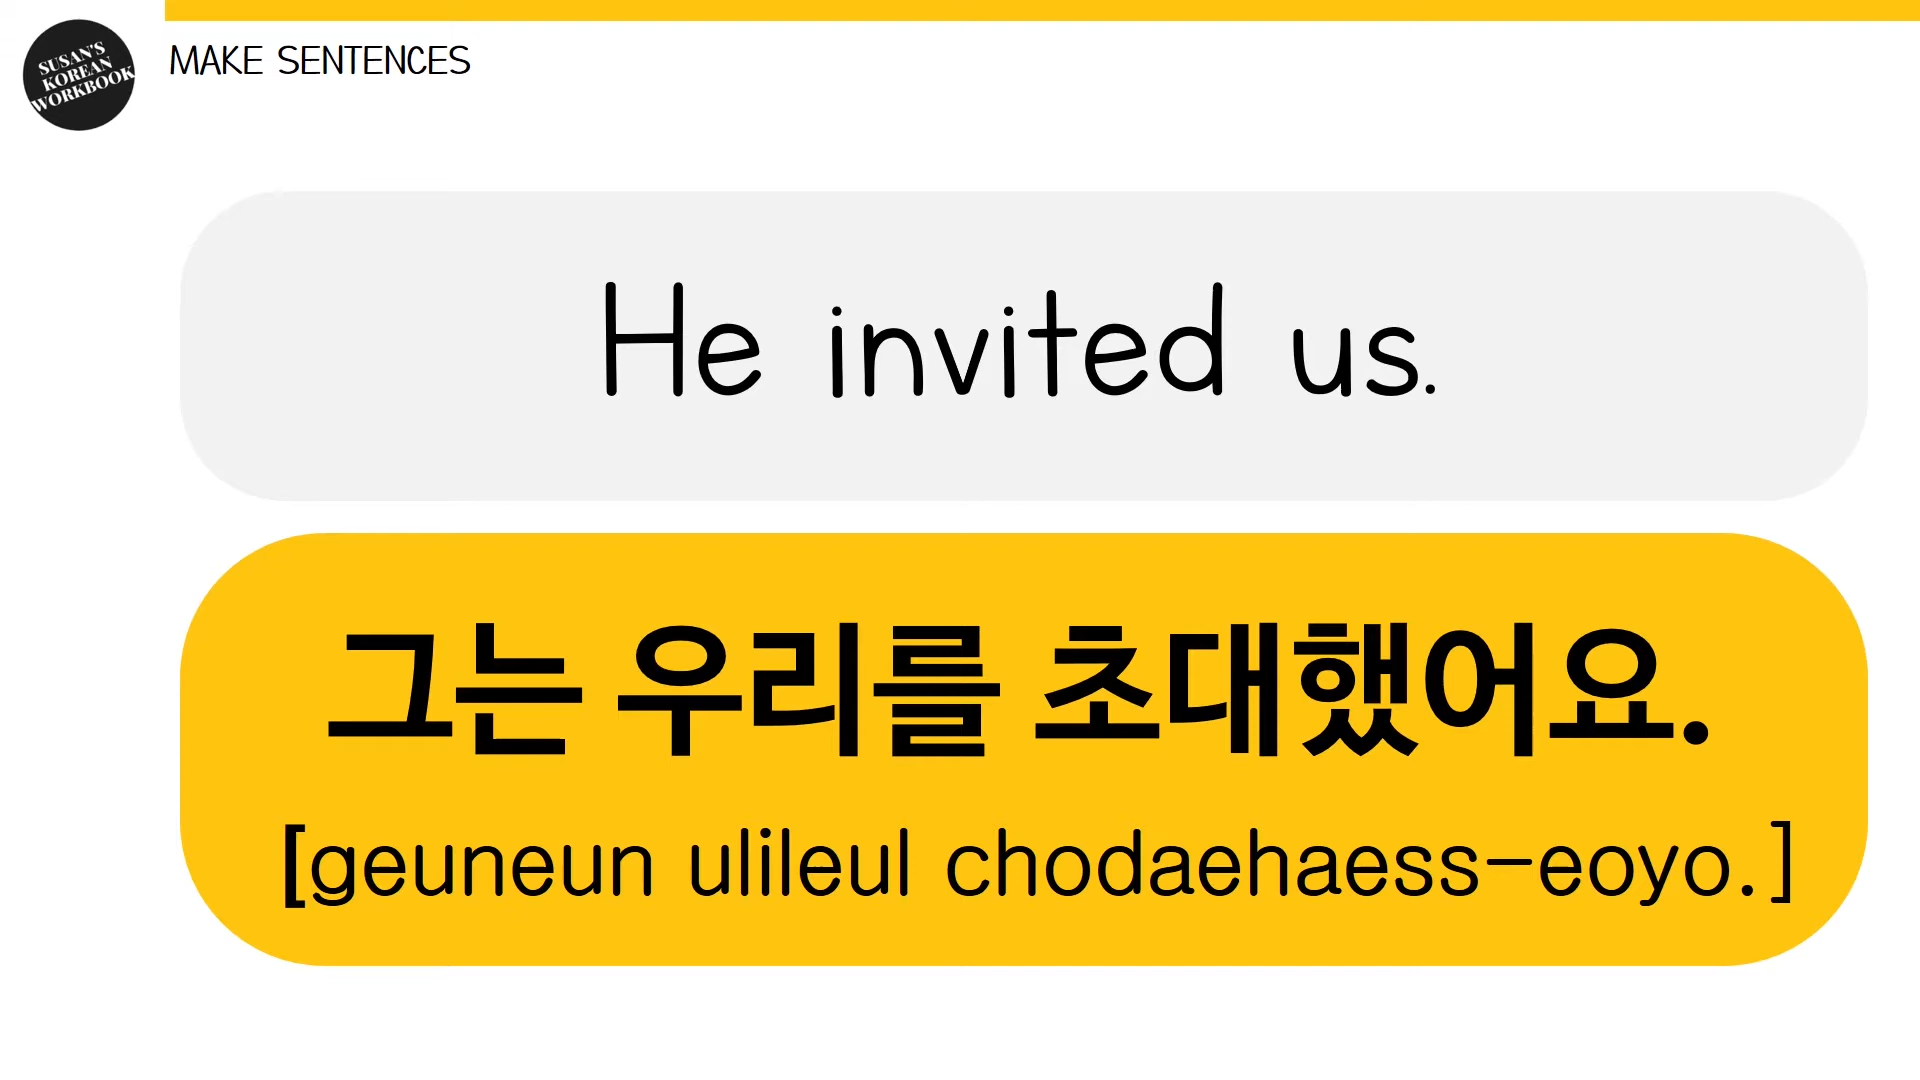 SUSAN'S
KOREAN
WORKBOOK
MAKE SENTENCES
He invited us.
그는 우리를 초대했어요.
[geuneun ulileul chodaehaess-eoyo.]